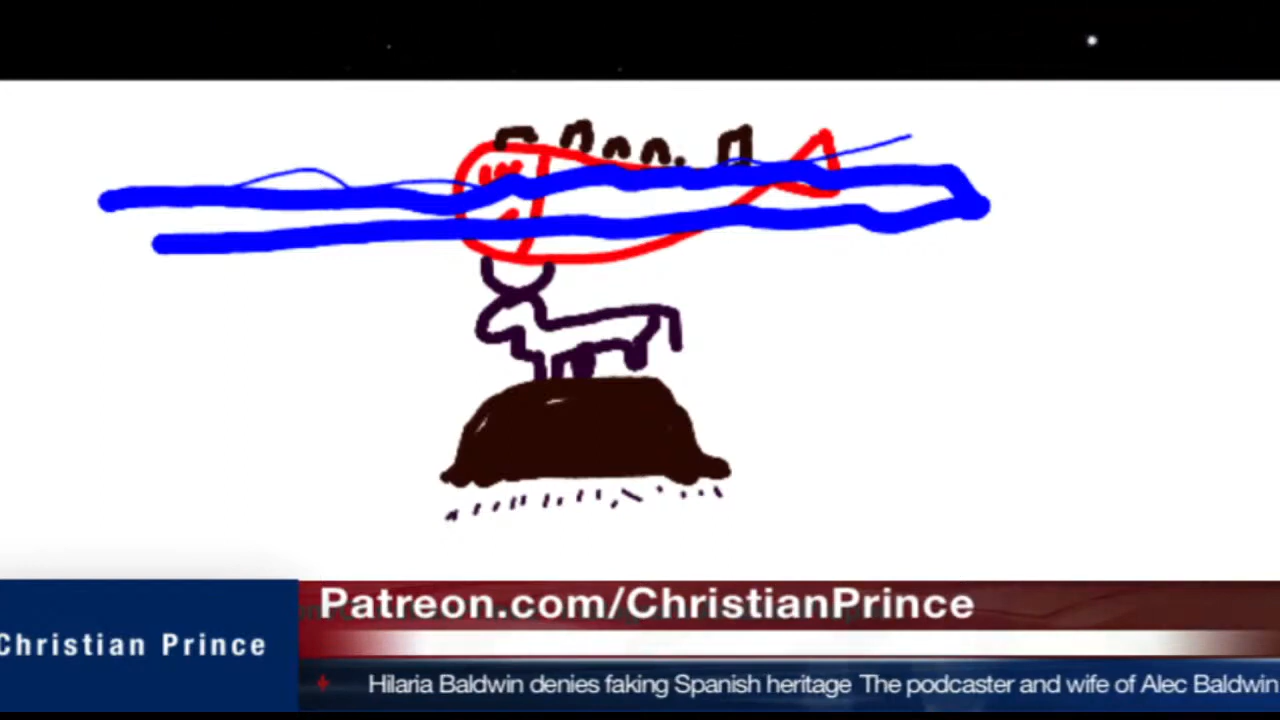 Patreon.com/ChristianPrince
Christian Prince
Hilaria Baldwin denies faking Spanish heritage The podcaster and wife of Alec Baldwin